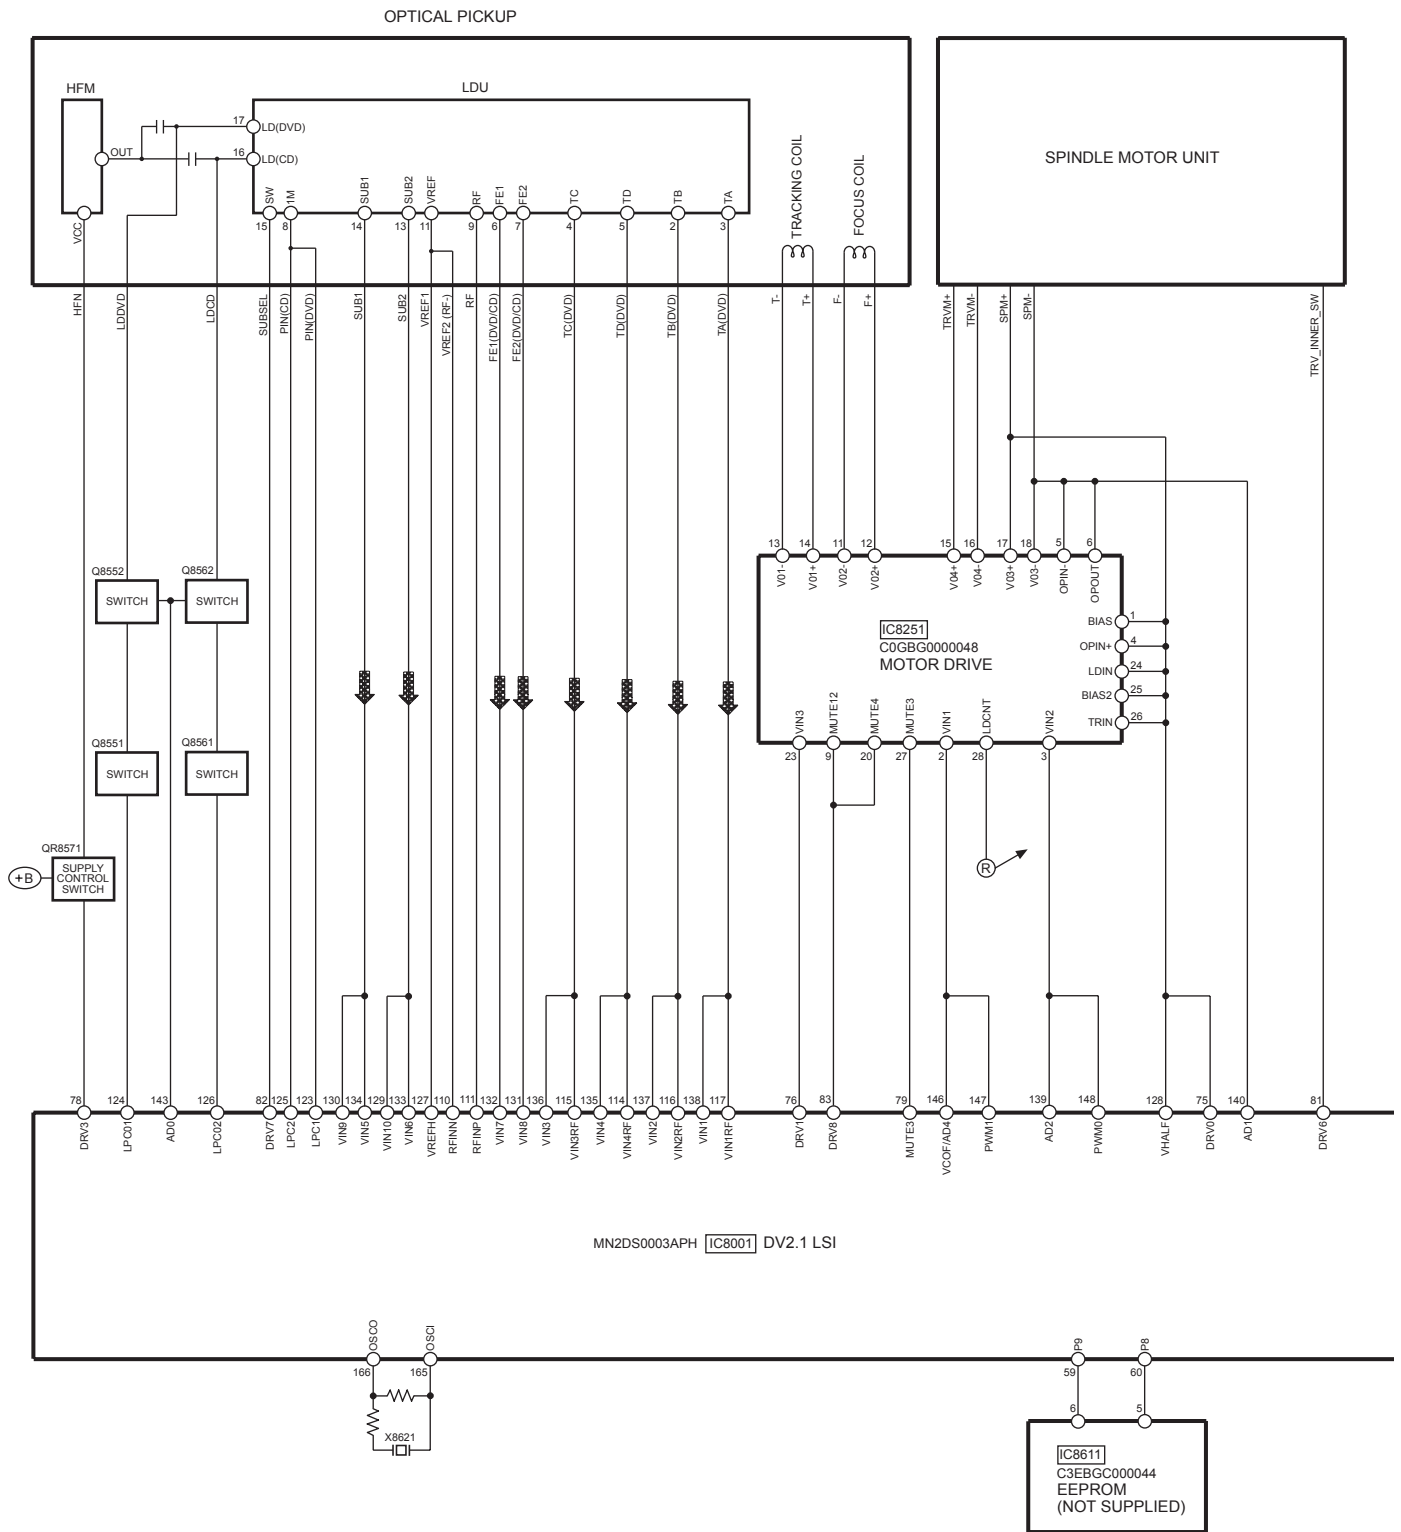 OPTICAL PICKUP
HFM
LDU
17
LD(DVD)
OUT
16
LD(CD)
SPINDLE MOTOR UNIT
TRACKING COIL
FOCUS COIL
SW
1M
SUB1
SUB2
VREF
RF
FE1
FE2
TC
TD
TB
TA
VCC
15
8
14
13
11
9
6
7
4
5
2
3
HFN
LDDVD
LDCD
SUBSEL
PIN(CD)
PIN(DVD)
SUB1
SUB2
VREF1
VREF2 (RF-)
RF
FE1(DVD/CD)
FE2(DVD/CD)
TC(DVD)
TD(DVD)
TB(DVD)
TA(DVD)
T-
T+
F-
F+
TRVM+
TRVM-
SPM+
SPM-
TRV_INNER_SW
13
14
11
12
15
16
17
18
5
6
V01-
V01+
V02-
V02+
V04+
V04-
V03+
V03-
OPIN-
OPOUT
Q8552
Q8562
SWITCH
SWITCH
IC8251
C0GBG0000048
MOTOR DRIVE
BIAS
1
OPIN+
4
LDIN
24
BIAS2
25
TRIN
26
VIN3
MUTE12
MUTE4
MUTE3
VIN1
LDCNT
VIN2
23
9
20
27
2
28
3
Q8551
Q8561
SWITCH
SWITCH
QR8571
+B
SUPPLY
CONTROL
SWITCH
R
78
124
143
126
82
125
123
130
134
129
133
127
110
111
132
131
136
115
135
114
137
116
138
117
76
83
79
146
147
139
148
128
75
140
81
DRV3
LPC01
AD0
LPC02
DRV7
LPC2
LPC1
VIN9
VIN5
VIN10
VIN6
VREFH1
RFINN
RFINP
VIN7
VIN8
VIN3
VIN3RF
VIN4
VIN4RF
VIN2
VIN2RF
VIN1
VIN1RF
DRV1
DRV8
MUTE3
VCOF/AD4
PWM1
AD2
PWM0
VHALF
DRV0
AD1
DRV6
MN2DS0003APH IC8001 DV2.1 LSI
OSCO
OSCI
P9
P8
166
165
59
60
X8621
6
5
IC8611
C3EBGC000044
EEPROM
(NOT SUPPLIED)